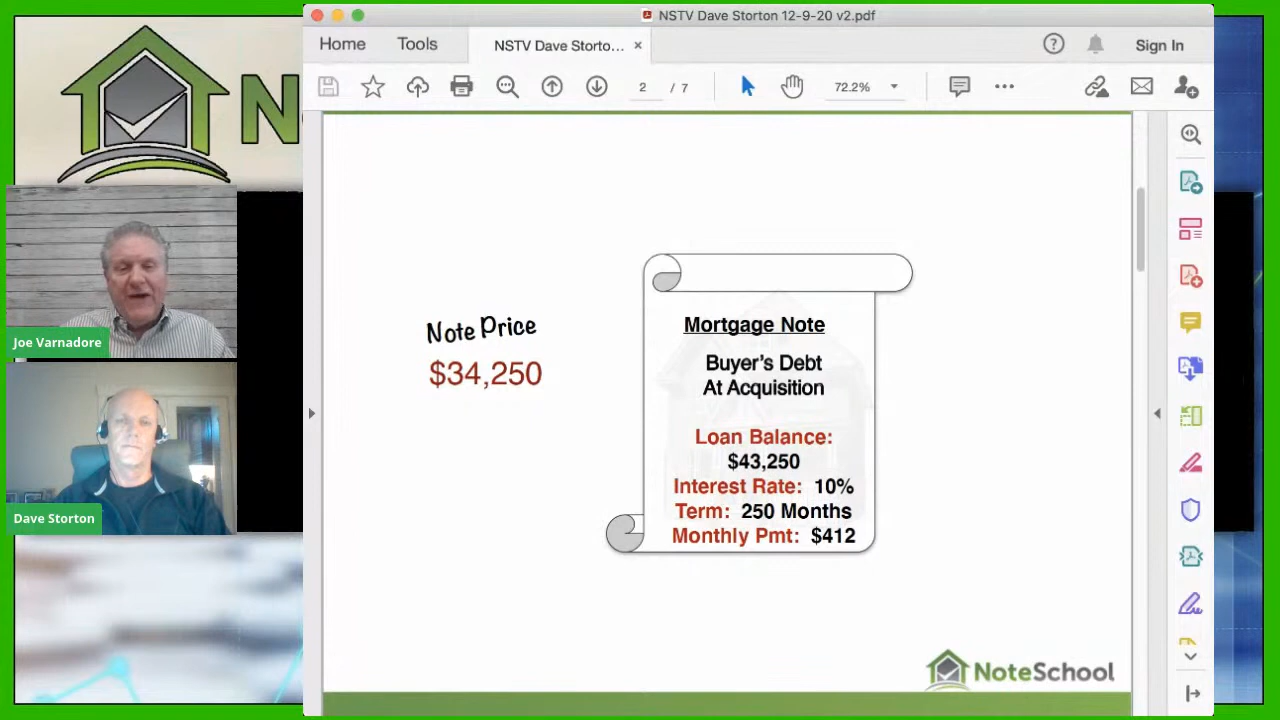 NSTV Dave Storton 12-9-20 v2.pdf
Home
Tools
NSTV Dave Storto...
Sign In
2 / 7
72.2%
N
Joe Varnadore
Dave Storton
Note Price
$34,250
Mortgage Note
Buyer's Debt
At Acquisition
Loan Balance:
$43,250
Interest Rate: 10%
Term: 250 Months
Monthly Pmt: $412
NoteSchool